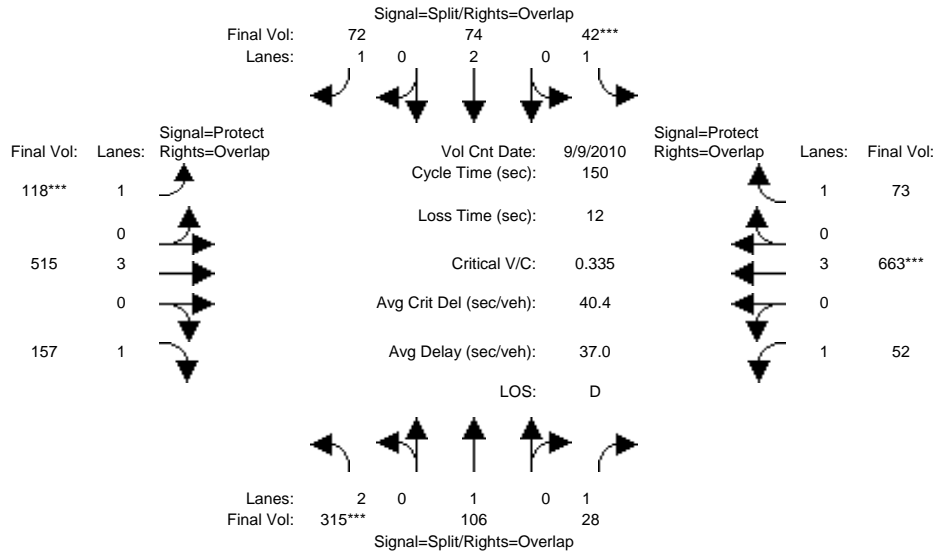 Signal=Split/Rights=Overlap
Final Vol: 72 74 42***
Lanes: 1 0 2 0 1
Signal=Protect
Final Vol: Lanes: Rights=Overlap
Vol Cnt Date: 9/9/2010
Signal=Protect
Rights=Overlap Lanes: Final Vol:
Cycle Time (sec): 150
118*** 1
1 73
Loss Time (sec): 12
0
0
515 3
Critical V/C: 0.335
3 663***
0
Avg Crit Del (sec/veh): 40.4
0
157 1
Avg Delay (sec/veh): 37.0
1 52
LOS: D
Lanes: 2 0 1 0 1
Final Vol: 315*** 106 28
Signal=Split/Rights=Overlap